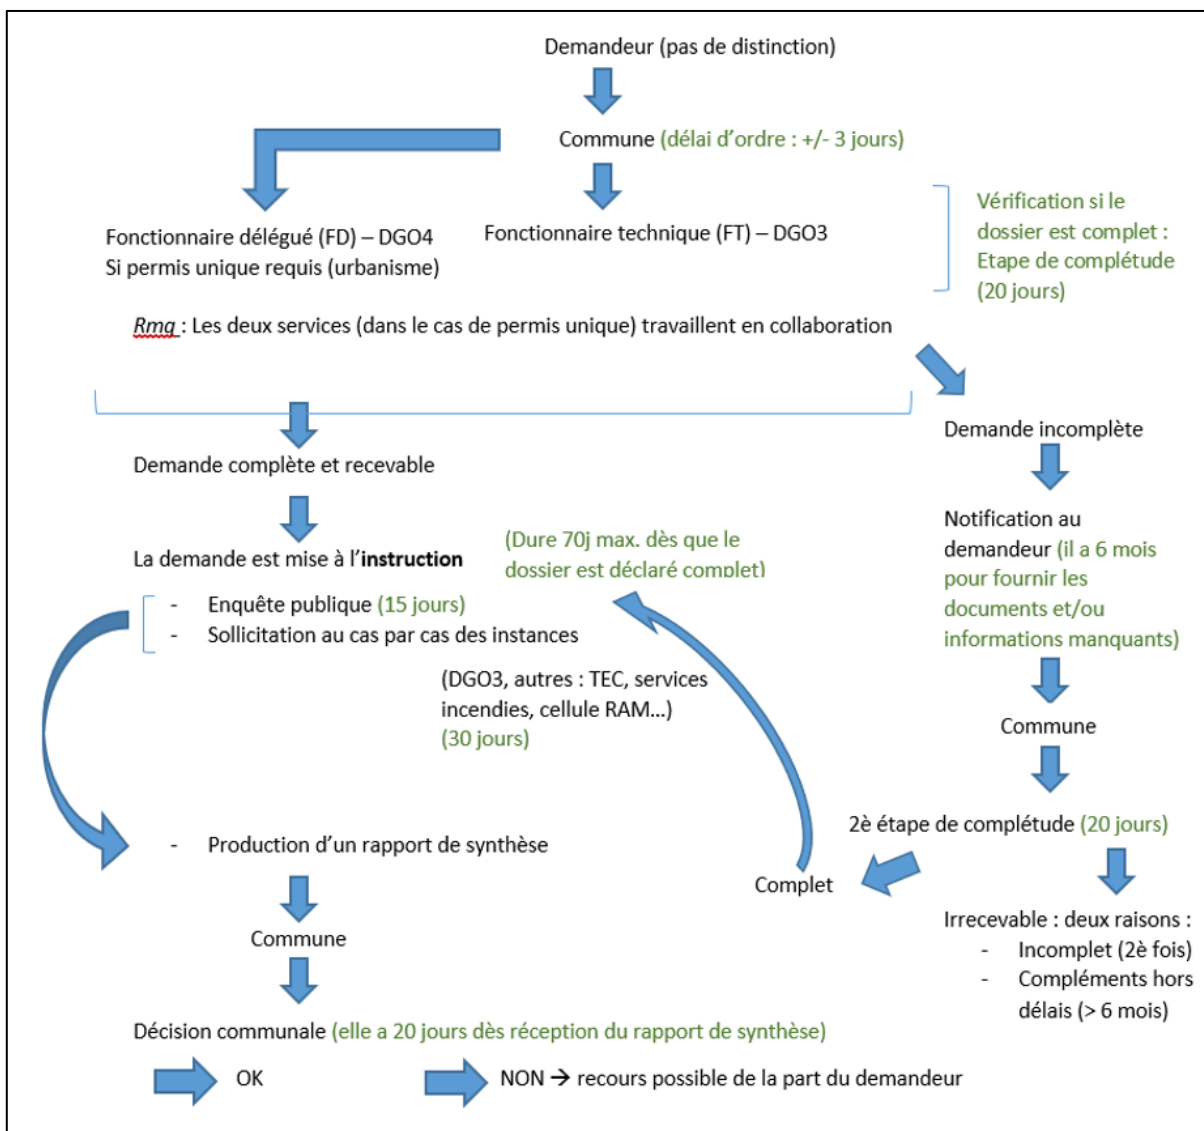 Demandeur (pas de distinction)
Commune (délai d'ordre : +/- 3 jours)
Fonctionnaire délégué (FD) – DGO4
Si permis unique requis (urbanisme)
Fonctionnaire technique (FT) – DGO3
Vérification si le
dossier est complet :
Etape de complétude
(20 jours)
Rmq : Les deux services (dans le cas de permis unique) travaillent en collaboration
Demande complète et recevable
La demande est mise à l'instruction
(Dure 70j max. dès que le
dossier est déclaré complet)
- Enquête publique (15 jours)
- Sollicitation au cas par cas des instances
(DGO3, autres : TEC, services
incendies, cellule RAM...)
(30 jours)
- Production d'un rapport de synthèse
Commune
Décision communale (elle a 20 jours dès réception du rapport de synthèse)
OK
NON → recours possible de la part du demandeur
Demande incomplète
Notification au
demandeur (il a 6 mois
pour fournir les
documents et/ou
informations manquants)
Commune
2è étape de complétude (20 jours)
Complet
Irrecevable : deux raisons :
- Incomplet (2è fois)
- Compléments hors
délais (> 6 mois)